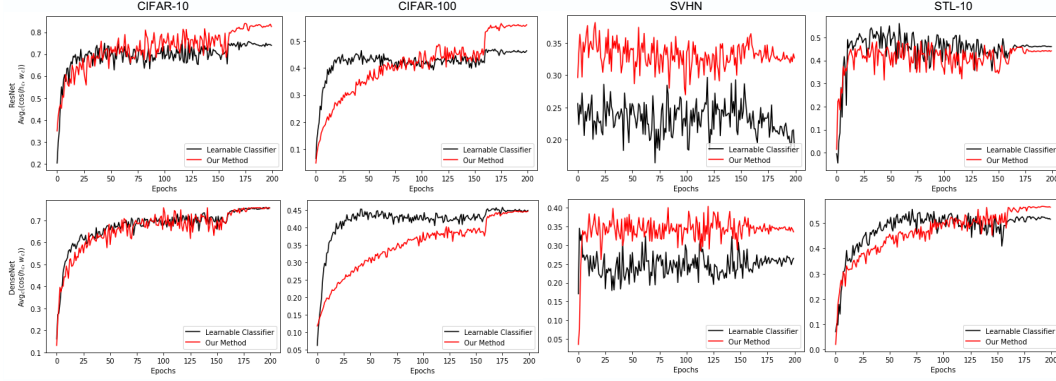 CIFAR-10 CIFAR-100 SVHN STL-10
ResNet
Avg_c(cos(h_c, w_c))
0.8
0.7
0.6
0.5
0.4
0.3
0.2
Learnable Classifier
Our Method
0 25 50 75 100 125 150 175 200
Epochs
0.5
0.4
0.3
0.2
0.1
Learnable Classifier
Our Method
0 25 50 75 100 125 150 175 200
Epochs
0.35
0.30
0.25
0.20
Learnable Classifier
Our Method
0 25 50 75 100 125 150 175 200
Epochs
0.5
0.4
0.3
0.2
0.1
0.0
Learnable Classifier
Our Method
0 25 50 75 100 125 150 175 200
Epochs
DenseNet
Avg_c(cos(h_c, w_c))
0.7
0.6
0.5
0.4
0.3
0.2
0.1
Learnable Classifier
Our Method
0 25 50 75 100 125 150 175 200
Epochs
0.45
0.40
0.35
0.30
0.25
0.20
0.15
0.10
0.05
Learnable Classifier
Our Method
0 25 50 75 100 125 150 175 200
Epochs
0.40
0.35
0.30
0.25
0.20
0.15
0.10
0.05
Learnable Classifier
Our Method
0 25 50 75 100 125 150 175 200
Epochs
0.5
0.4
0.3
0.2
0.1
0.0
Learnable Classifier
Our Method
0 25 50 75 100 125 150 175 200
Epochs